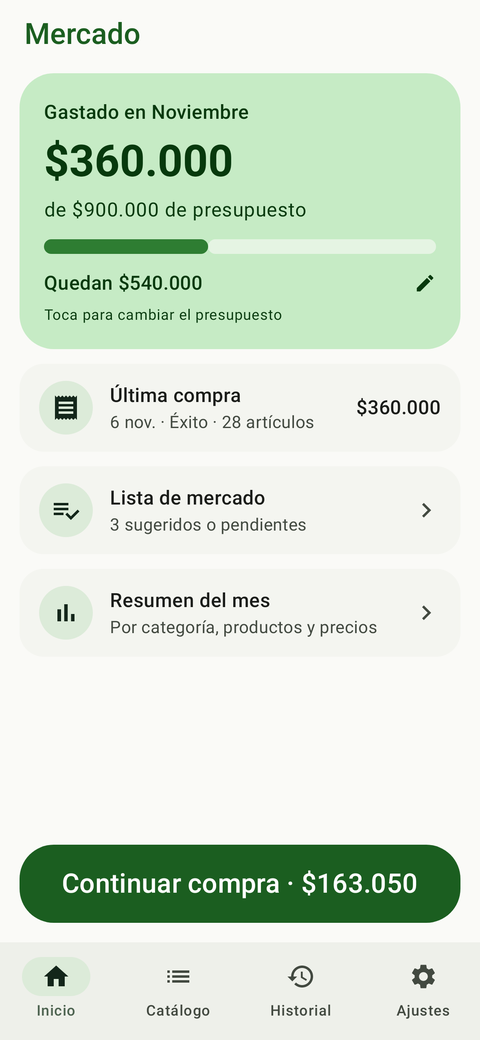 Mercado
Gastado en Noviembre
$360.000
de $900.000 de presupuesto
Quedan $540.000
Toca para cambiar el presupuesto
Última compra
6 nov. · Éxito · 28 artículos
$360.000
Lista de mercado
3 sugeridos o pendientes
Resumen del mes
Por categoría, productos y precios
Continuar compra · $163.050
Inicio
Catálogo
Historial
Ajustes